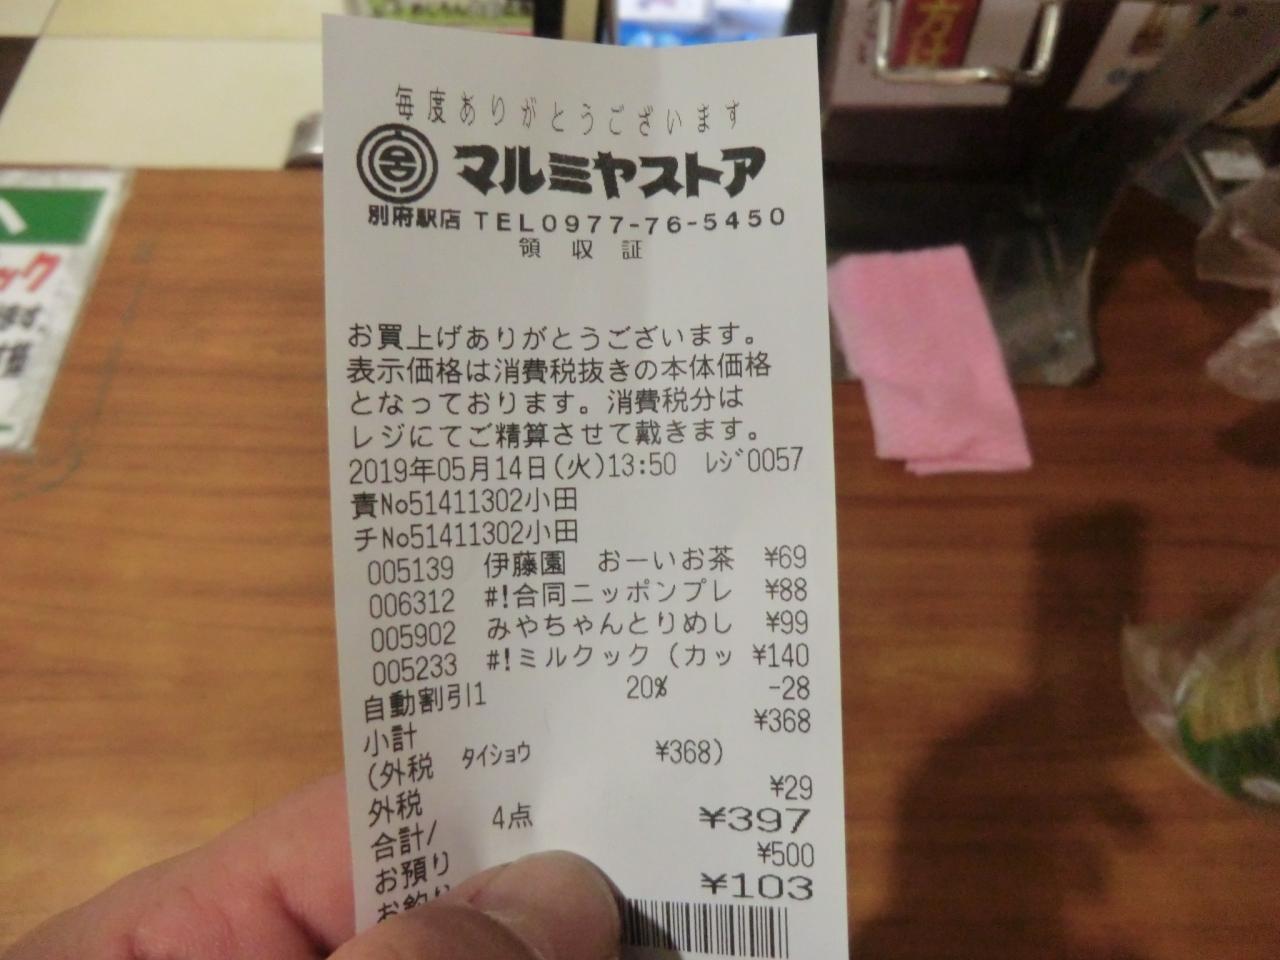 毎度ありがとうございます
マルミヤストア
別府駅店 TEL0977-76-5450
領収証
お買上げありがとうございます。
表示価格は消費税抜きの本体価格
となっております。消費税分は
レジにてご精算させて戴きます。
2019年05月14日(火)13:50 ﾚｼﾞ0057
責No51411302小田
チNo51411302小田
005139 伊藤園 おーいお茶 ¥69
006312 #!合同ニッポンプレ ¥88
005902 みやちゃんとりめし ¥99
005233 #!ミルクック(カッ ¥140
自動割引1 20% -28
小計 ¥368
(外税 ﾀｲｼｮｳ ¥368)
外税 ¥29
合計/ 4点 ¥397
お預り ¥500
お釣り ¥103
ック
ます
方は